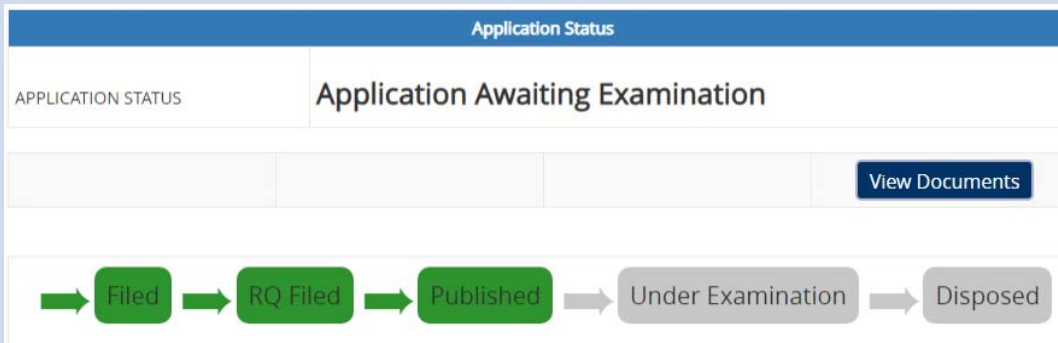 Application Status
APPLICATION STATUS
Application Awaiting Examination
View Documents
Filed
RQ Filed
Published
Under Examination
Disposed